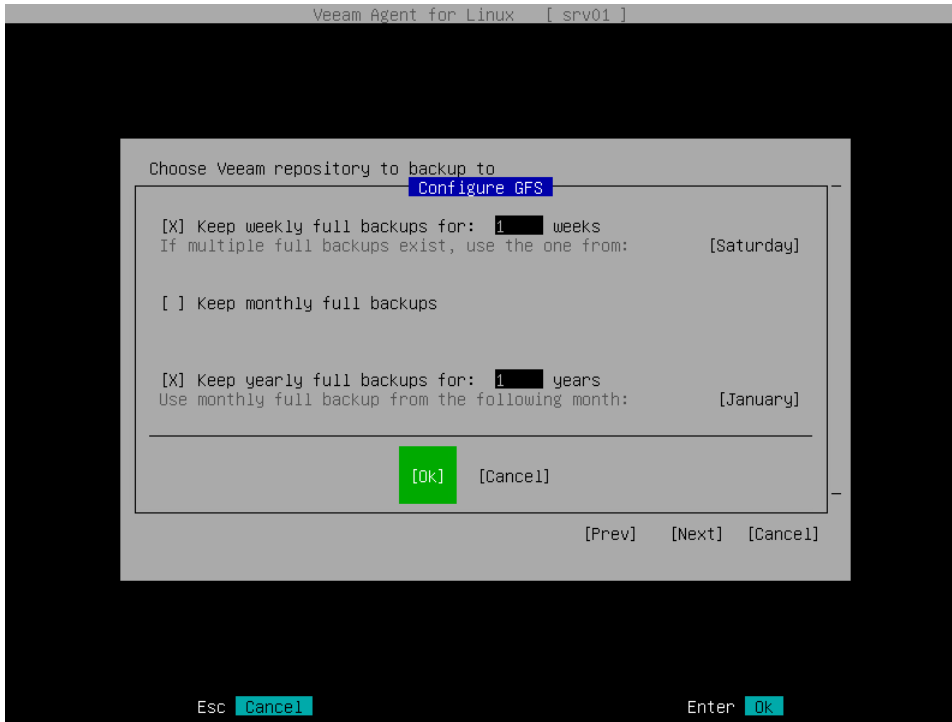 Veeam Agent for Linux [ srv01 ]
Choose Veeam repository to backup to
Configure GFS
[X] Keep weekly full backups for: 1 weeks
If multiple full backups exist, use the one from: [Saturday]
[ ] Keep monthly full backups
[X] Keep yearly full backups for: 1 years
Use monthly full backup from the following month: [January]
[Ok] [Cancel]
[Prev] [Next] [Cancel]
Esc Cancel Enter Ok